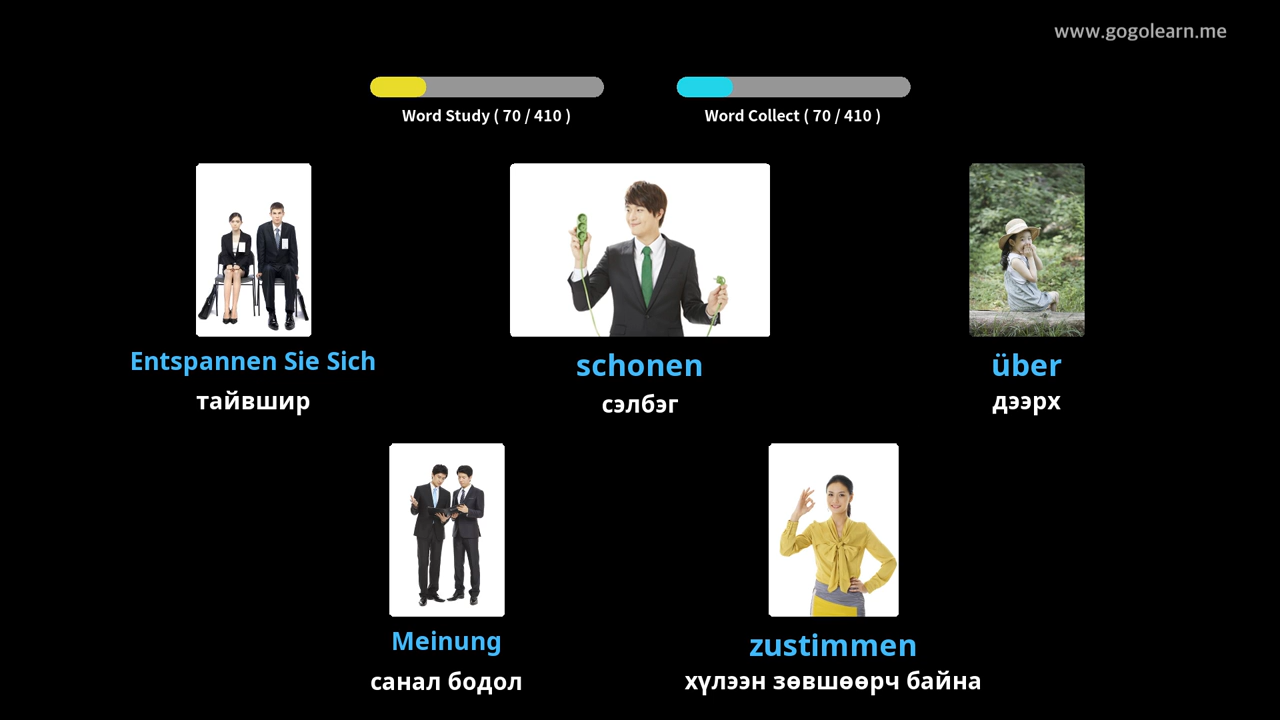 www.gogolearn.me
Word Study ( 70 / 410 )
Word Collect ( 70 / 410 )
Entspannen Sie Sich
тайвшир
schonen
сэлбэг
über
дээрх
Meinung
санал бодол
zustimmen
хүлээн зөвшөөрч байна